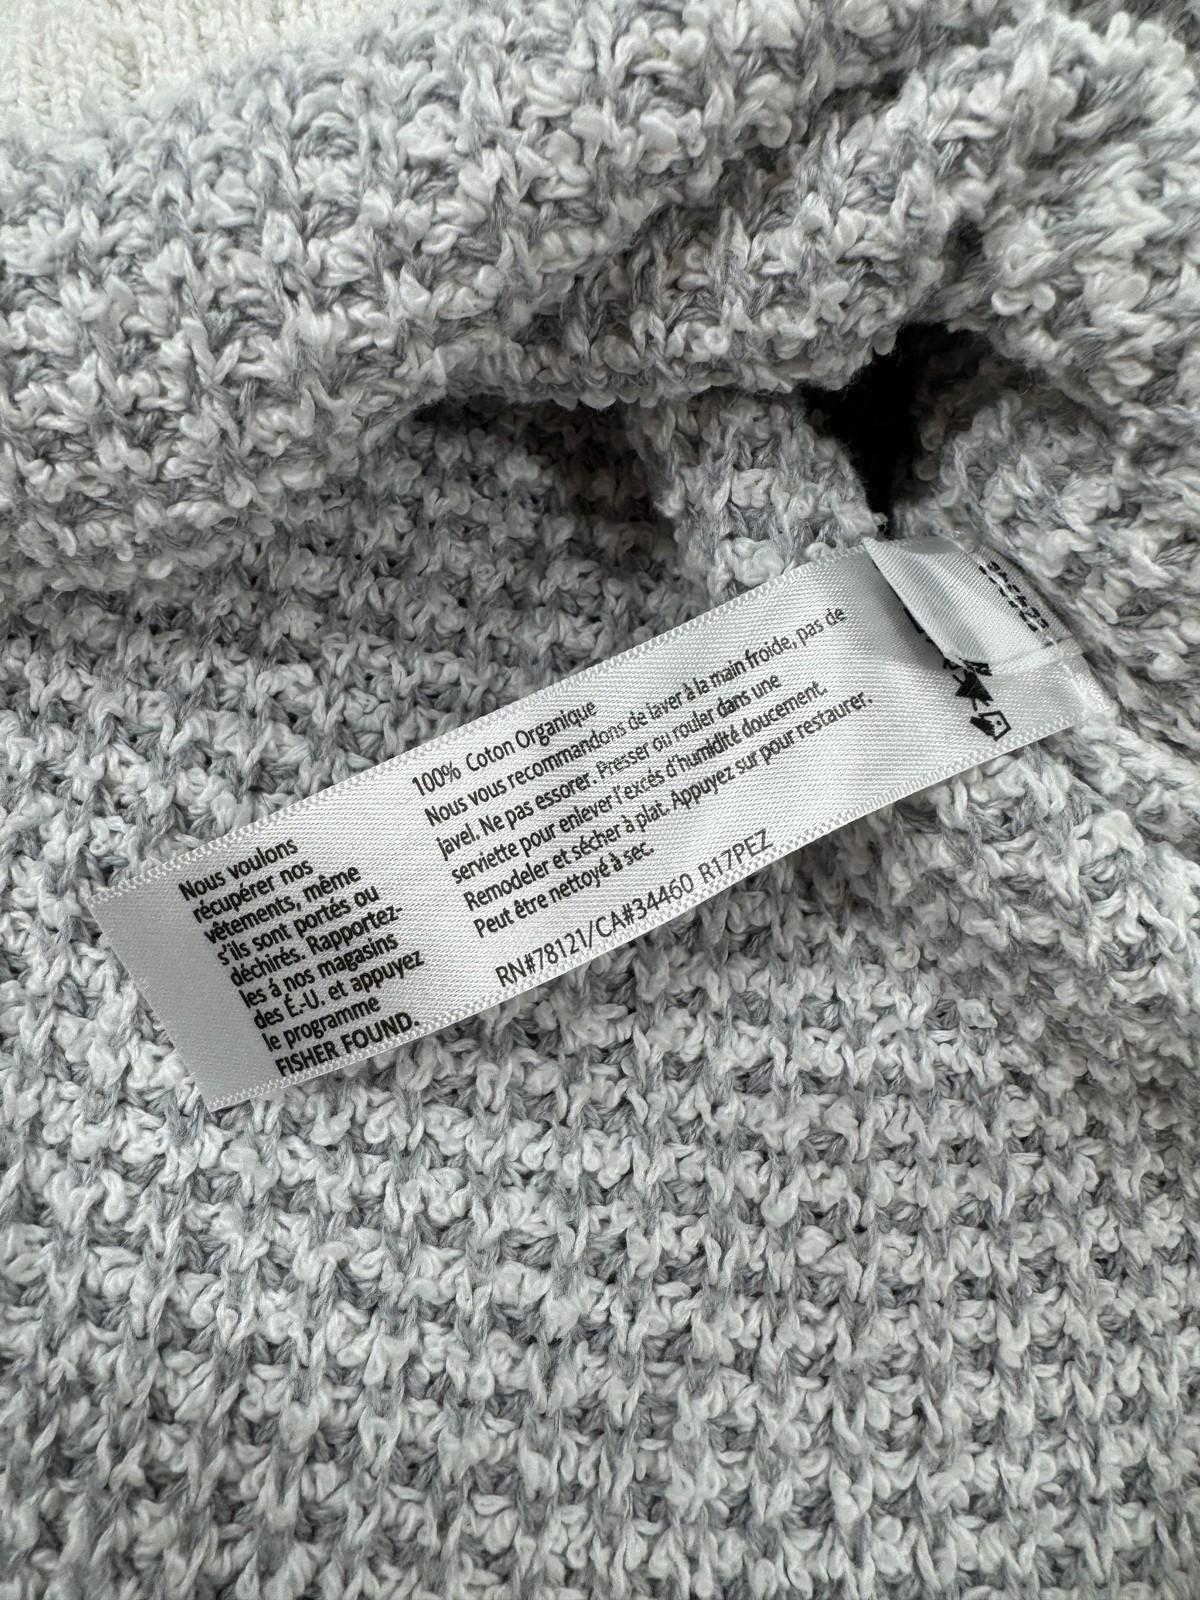 Nous voulons
récupérer nos
vêtements, même
s'ils sont portés ou
déchirés. Rapportez-
les á nos magasins
des É.-U. et appuyez
le programme
FISHER FOUND.
100% Coton Organique
Nous vous recommandons de laver à la main froide, pas de
Javel. Ne pas essorer. Presser ou rouler dans une
serviette pour enlever l'excés d'humidité doucement.
Remodeler et sécher à plat. Appuyez sur pour restaurer.
Peut être nettoyé à sec.
RN#78121/CA#34460 R17PEZ